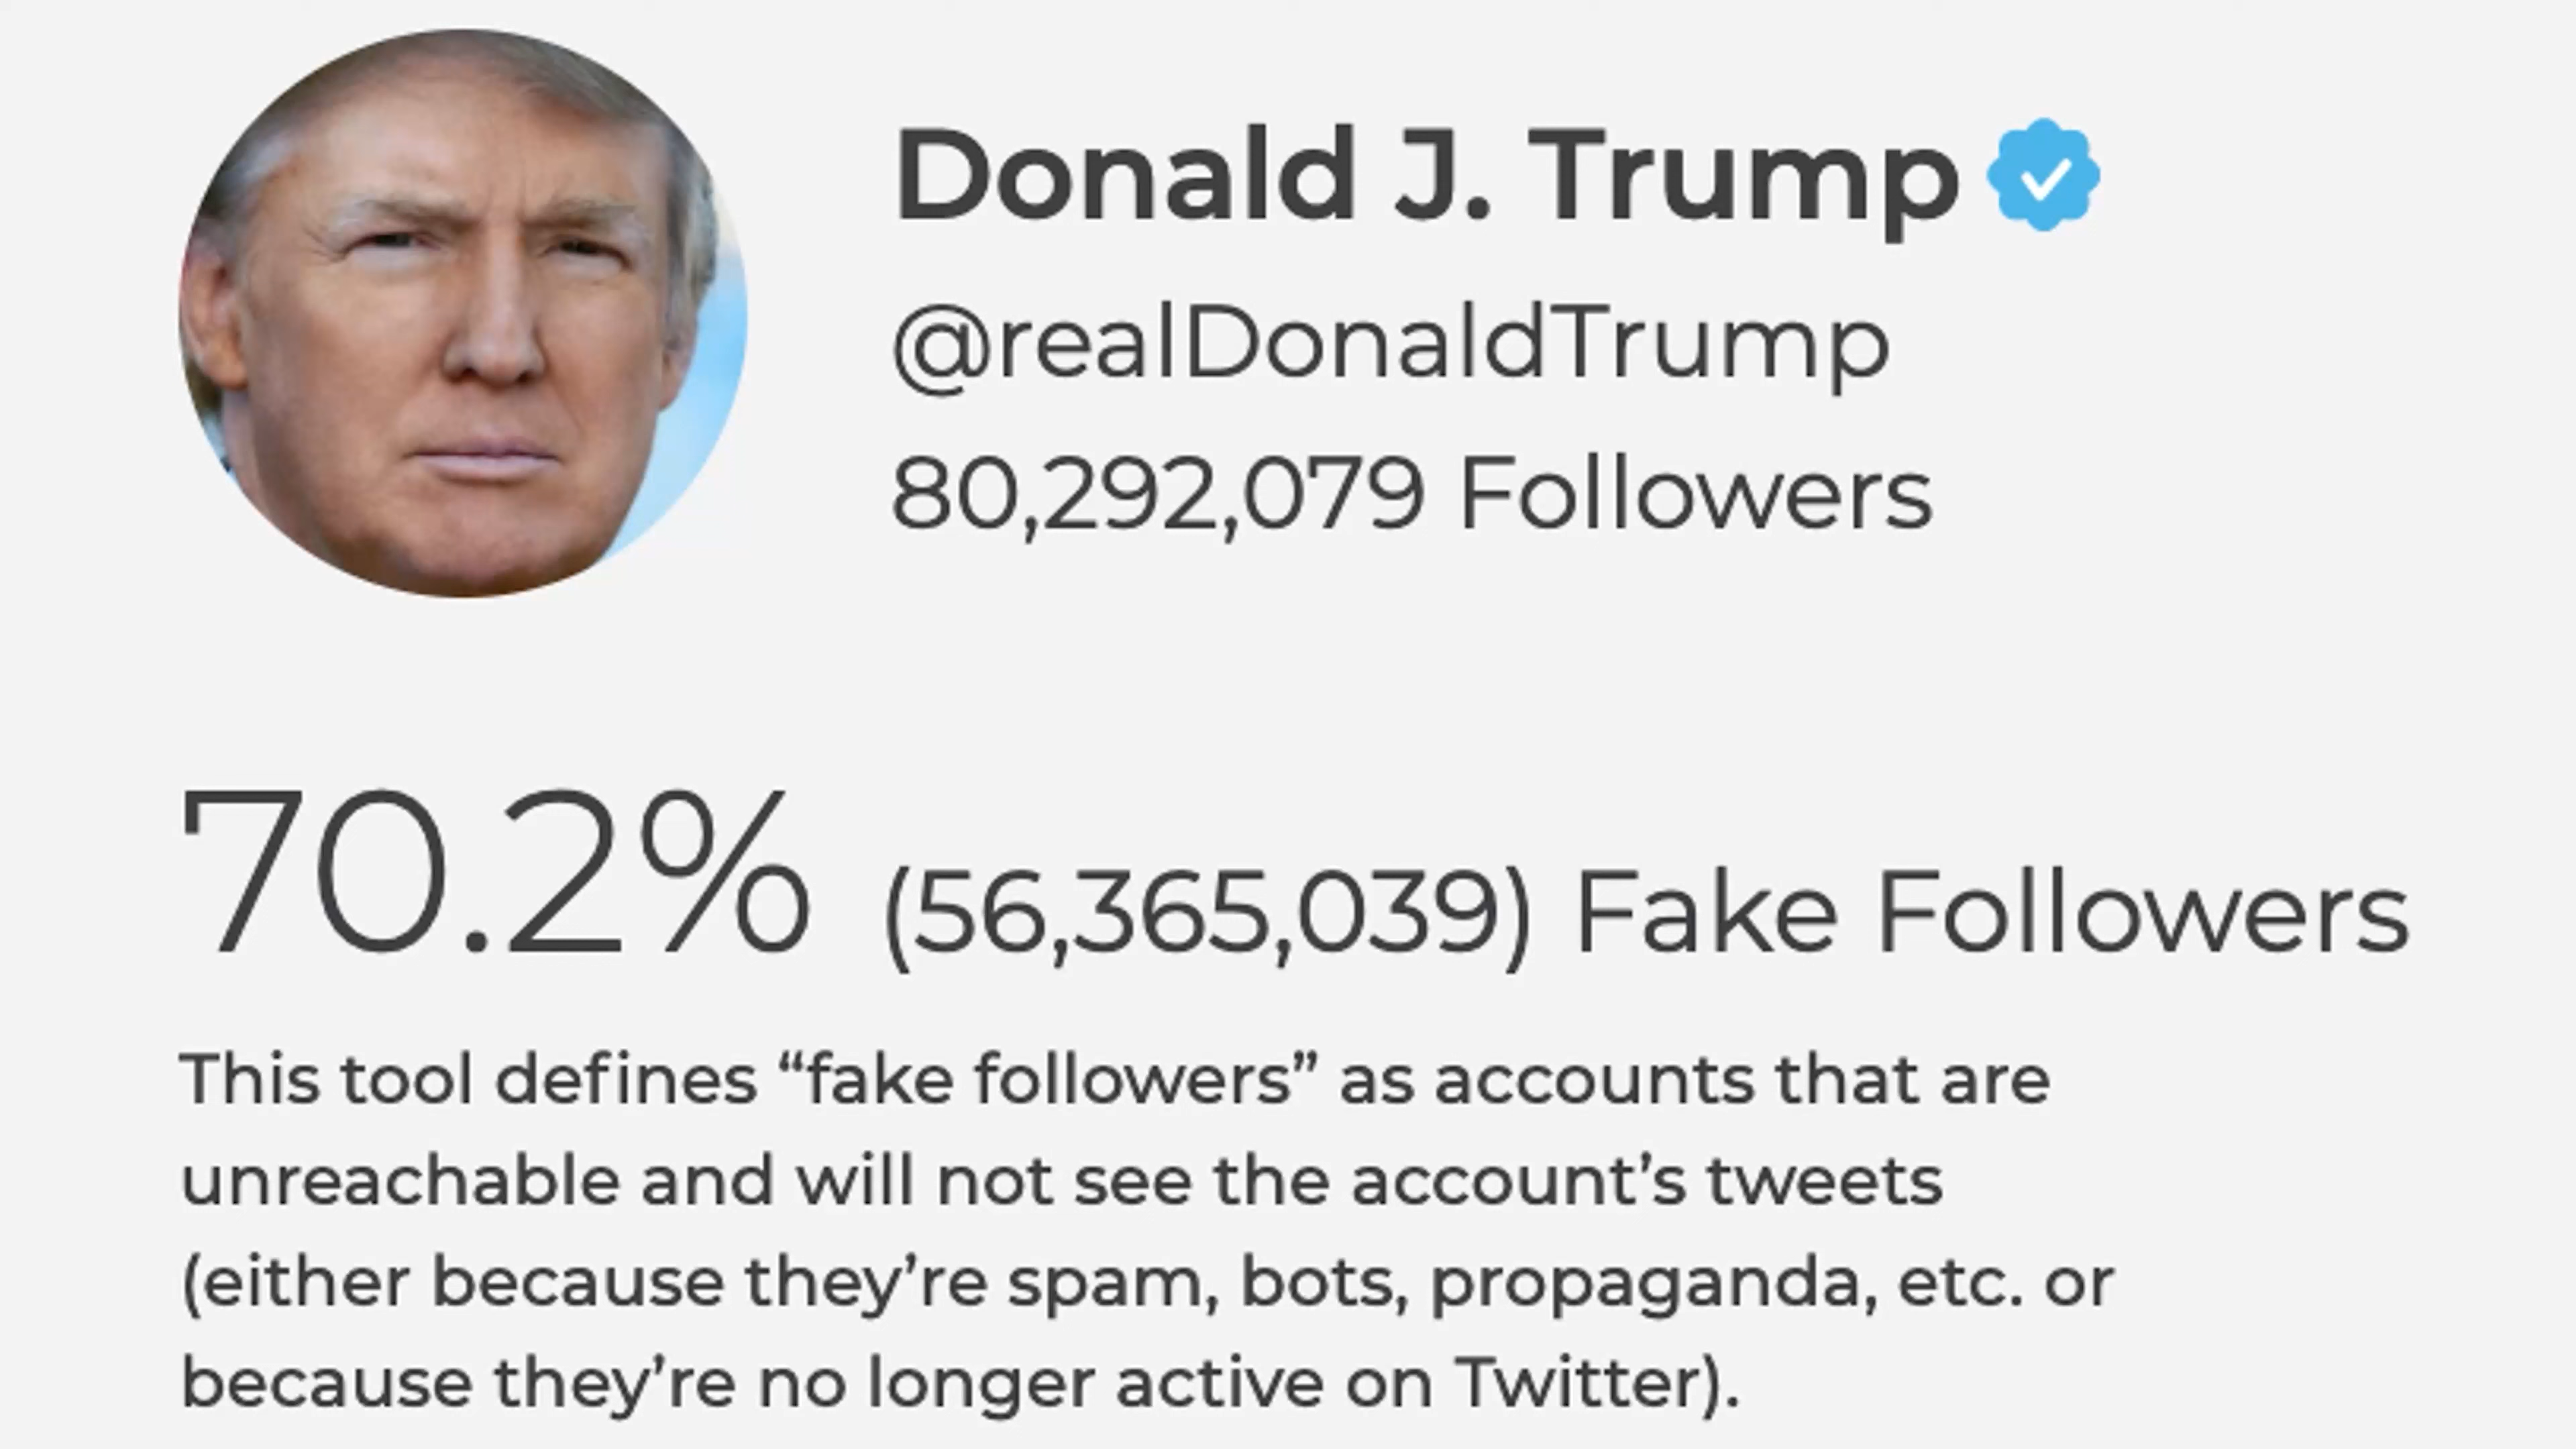 Donald J. Trump
@realDonaldTrump
80,292,079 Followers
70.2% (56,365,039) Fake Followers
This tool defines “fake followers” as accounts that are
unreachable and will not see the account’s tweets
(either because they’re spam, bots, propaganda, etc. or
because they’re no longer active on Twitter).